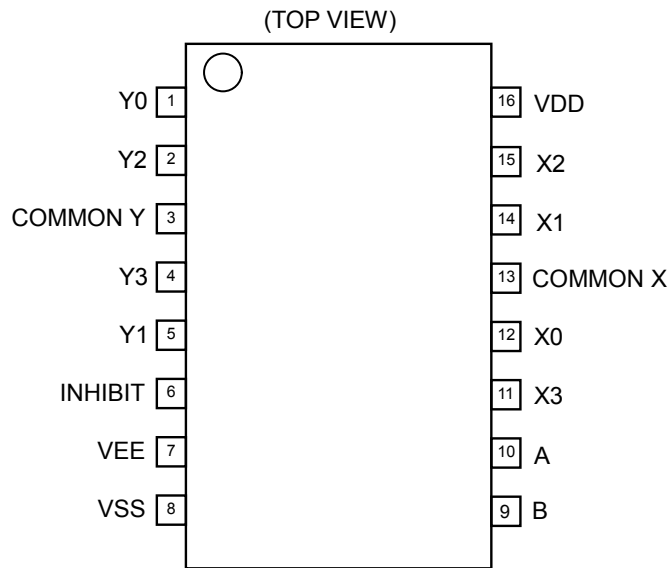 (TOP VIEW)
Y0 1 16 VDD
Y2 2 15 X2
COMMON Y 3 14 X1
Y3 4 13 COMMON X
Y1 5 12 X0
INHIBIT 6 11 X3
VEE 7 10 A
VSS 8 9 B